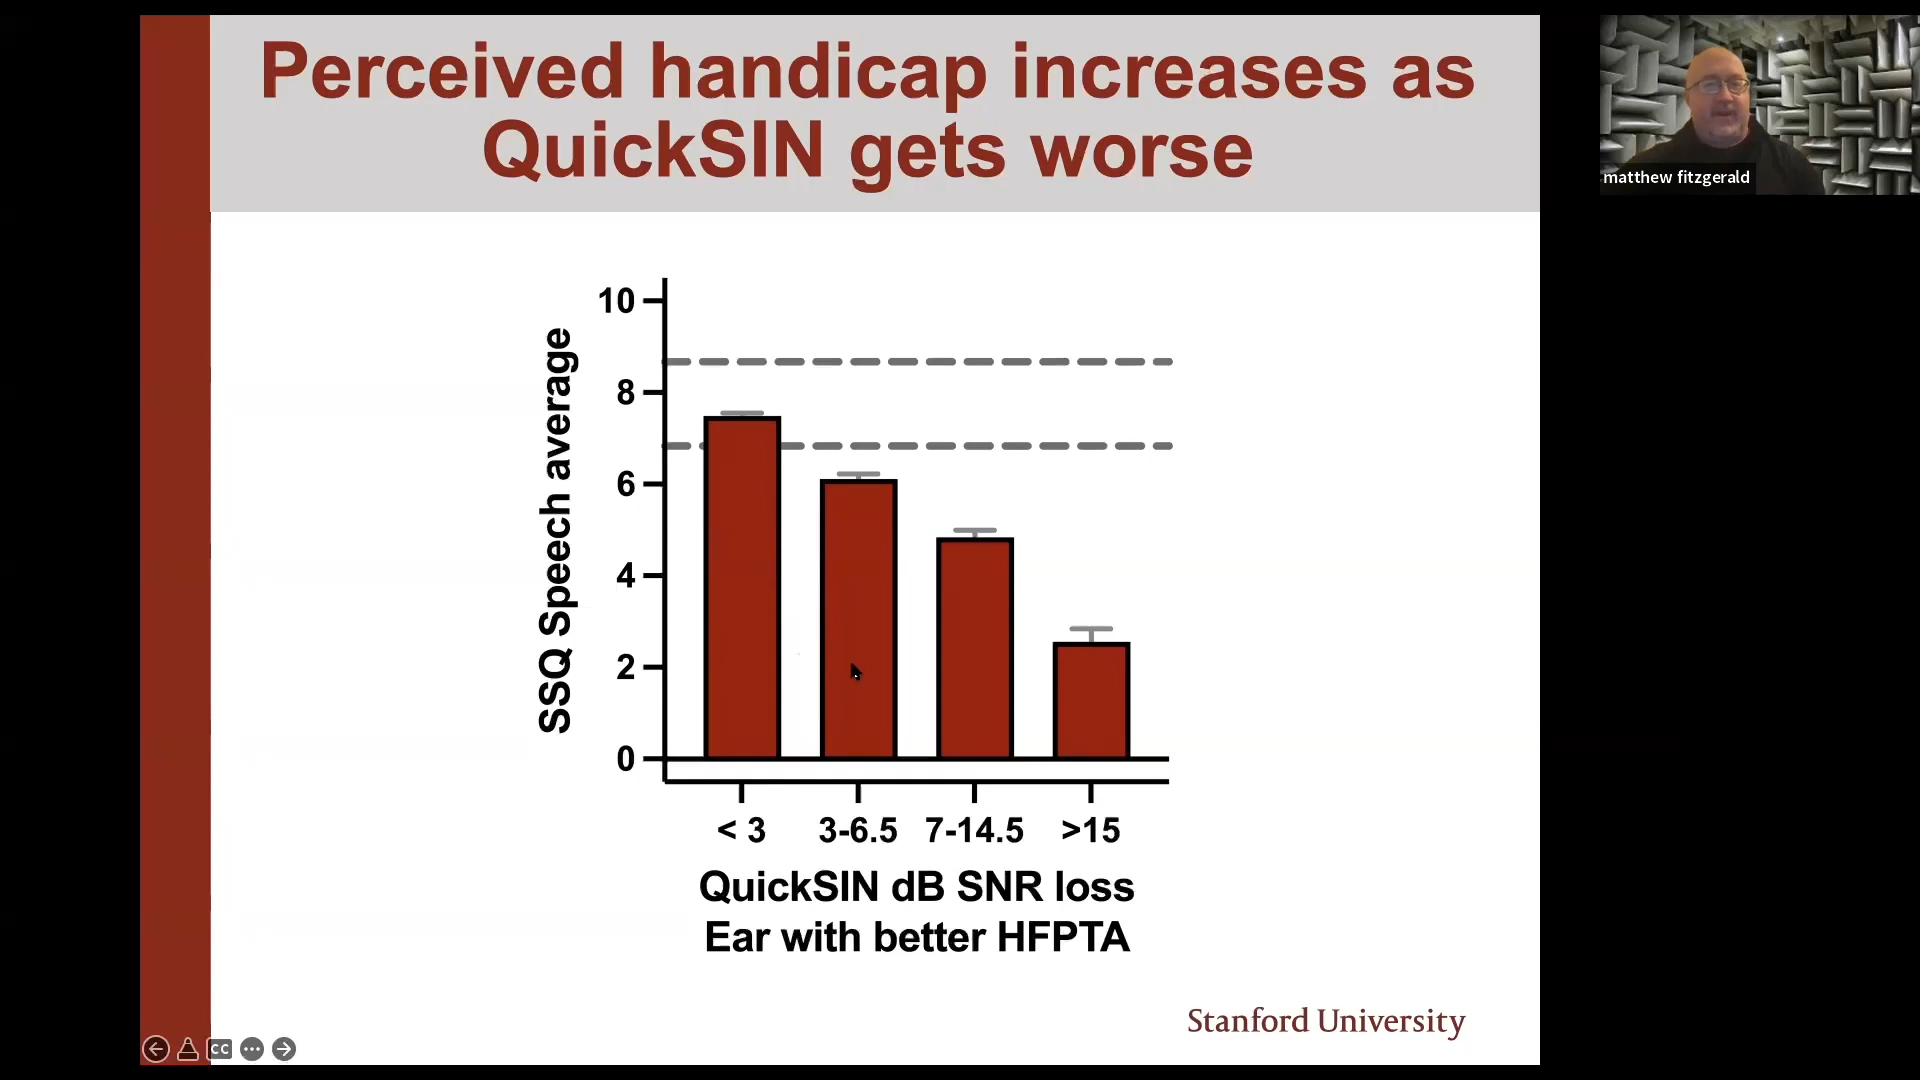 Perceived handicap increases as
QuickSIN gets worse
matthew fitzgerald
SSQ Speech average
10
8
6
4
2
0
< 3 3-6.5 7-14.5 >15
QuickSIN dB SNR loss
Ear with better HFPTA
Stanford University
CC